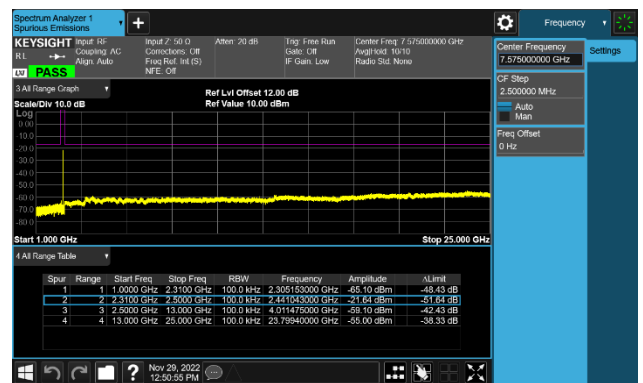 Spectrum Analyzer 1
Spurious Emissions
Frequency
KEYSIGHT Input: RF Input Z: 50 Ω Atten: 20 dB Trig: Free Run Center Freq: 7.575000000 GHz
Coupling: AC Corrections: Off Gate: Off Avg|Hold: 10/10
R L Align: Auto Freq Ref: Int (S) IF Gain: Low Radio Std: None
NFE: Off
LXI PASS
Center Frequency
7.575000000 GHz
Settings
CF Step
2.500000 MHz
Auto
Man
Freq Offset
0 Hz
3 All Range Graph
Ref Lvl Offset 12.00 dB
Scale/Div 10.0 dB Ref Value 10.00 dBm
Log
0.00
-10.0
-20.0
-30.0
-40.0
-50.0
-60.0
-70.0
-80.0
Start 1.000 GHz Stop 25.000 GHz
4 All Range Table
Spur Range Start Freq Stop Freq RBW Frequency Amplitude ΔLimit
1 1 1.0000 GHz 2.3100 GHz 100.0 kHz 2.305153000 GHz -65.10 dBm -48.43 dB
2 2 2.3100 GHz 2.5000 GHz 100.0 kHz 2.441043000 GHz -21.64 dBm -51.64 dB
3 3 2.5000 GHz 13.000 GHz 100.0 kHz 4.011475000 GHz -59.10 dBm -42.43 dB
4 4 13.000 GHz 25.000 GHz 100.0 kHz 23.79940000 GHz -55.00 dBm -38.33 dB
Nov 29, 2022
12:50:55 PM